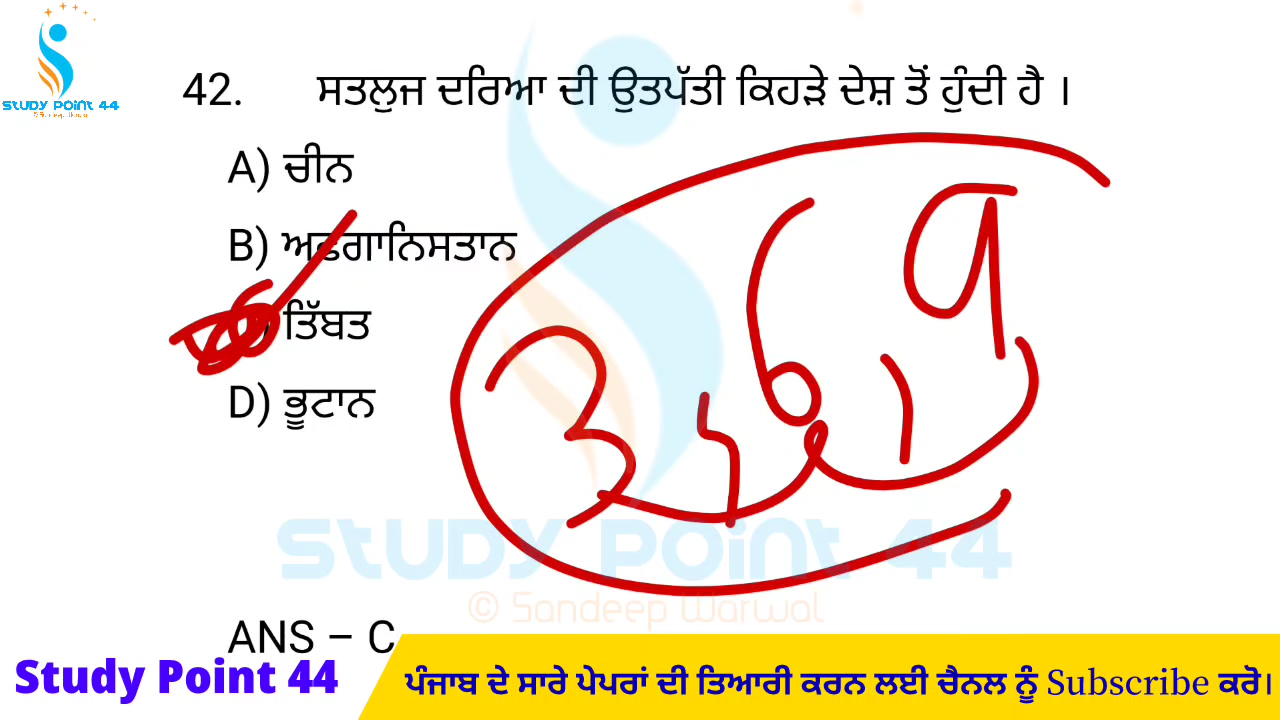 STUDY POINT 44
42. ਸਤਲੁਜ ਦਰਿਆ ਦੀ ਉਤਪੱਤੀ ਕਿਹੜੇ ਦੇਸ਼ ਤੋਂ ਹੁੰਦੀ ਹੈ ।
A) ਚੀਨ
B) ਅਫਗਾਨਿਸਤਾਨ
ਤਿੱਬਤ
D) ਭੂਟਾਨ
STUDY POINT 44
© Sandeep Warwal
ANS – C
Study Point 44
ਪੰਜਾਬ ਦੇ ਸਾਰੇ ਪੇਪਰਾਂ ਦੀ ਤਿਆਰੀ ਕਰਨ ਲਈ ਚੈਨਲ ਨੂੰ Subscribe ਕਰੋ।